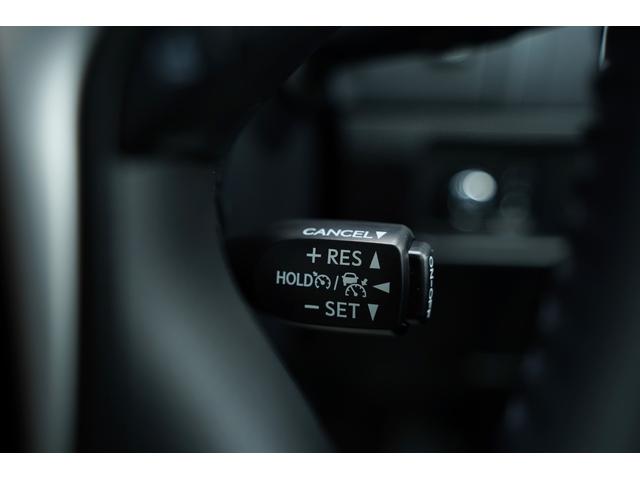 CANCEL▼
+ RES ▲
HOLD / ◄
− SET ▼
ON-OFF